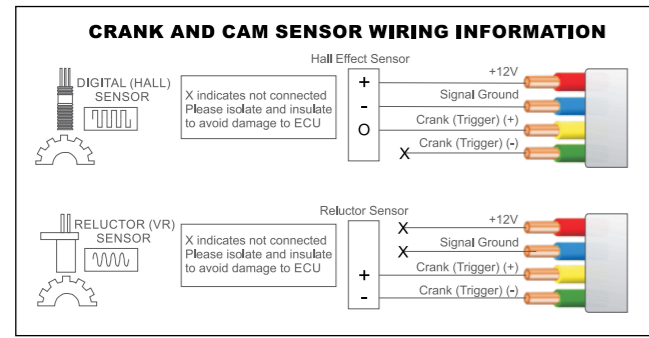 CRANK AND CAM SENSOR WIRING INFORMATION
Hall Effect Sensor
DIGITAL (HALL)
SENSOR
X indicates not connected
Please isolate and insulate
to avoid damage to ECU
+
-
O
+12V
Signal Ground
Crank (Trigger) (+)
X Crank (Trigger) (-)
Reluctor Sensor
RELUCTOR (VR)
SENSOR
X indicates not connected
Please isolate and insulate
to avoid damage to ECU
+
-
X +12V
X Signal Ground
Crank (Trigger) (+)
Crank (Trigger) (-)